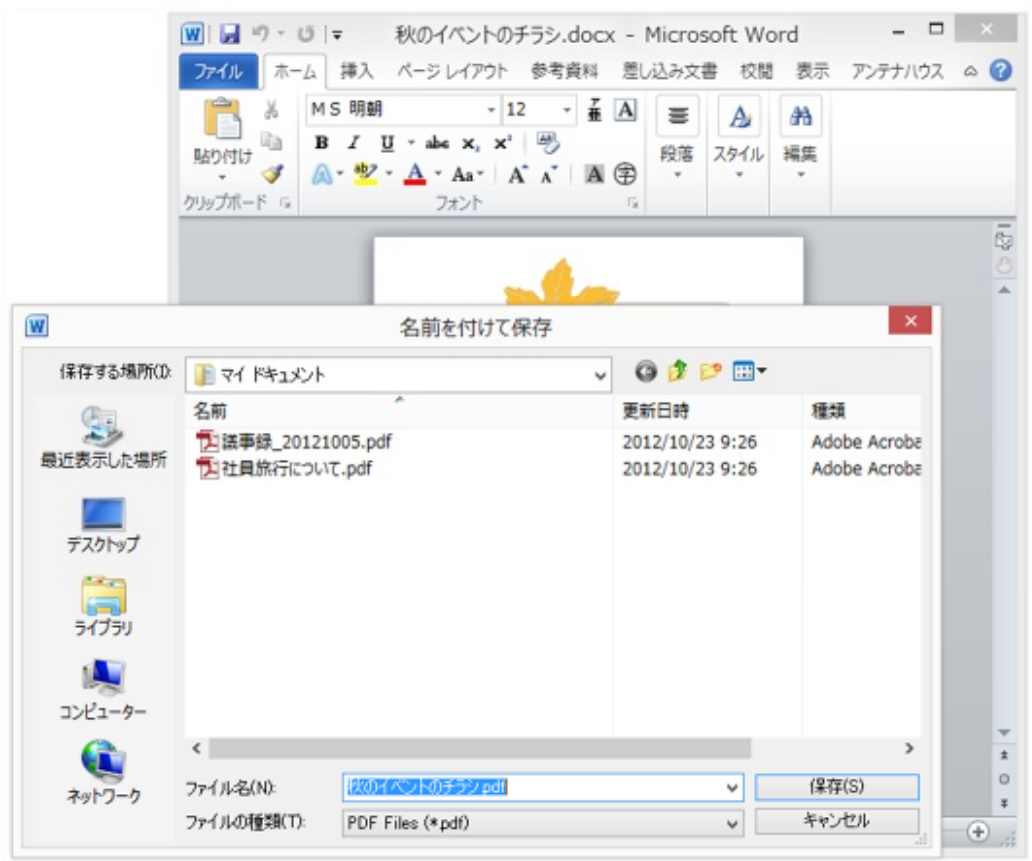 秋のイベントのチラシ.docx - Microsoft Word
ファイル ホーム 挿入 ページ レイアウト 参考資料 差し込み文書 校閲 表示 アンテナハウス
MS 明朝 12
貼り付け
B I U abc x₂ x² 段落 スタイル 編集
A ab A Aa A A A 字
クリップボード フォント
名前を付けて保存
保存する場所(I): マイ ドキュメント
名前 更新日時 種類
議事録_20121005.pdf 2012/10/23 9:26 Adobe Acroba
社員旅行について.pdf 2012/10/23 9:26 Adobe Acroba
最近表示した場所
デスクトップ
ライブラリ
コンピューター
ネットワーク
ファイル名(N): 秋のイベントのチラシ.pdf 保存(S)
ファイルの種類(T): PDF Files (*.pdf) キャンセル